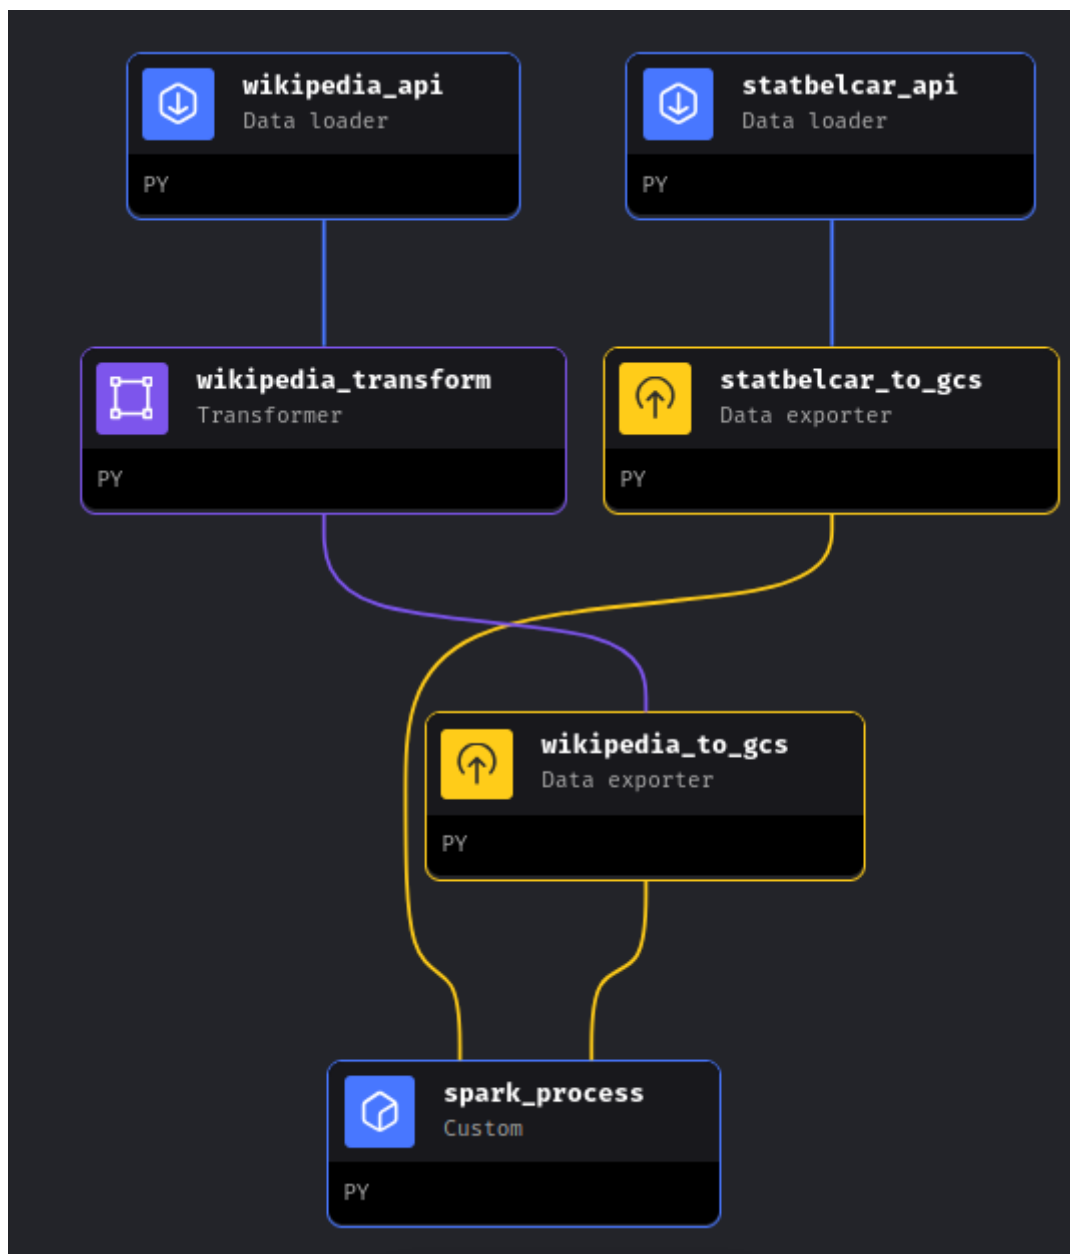 wikipedia_api
Data loader
PY
statbelcar_api
Data loader
PY
wikipedia_transform
Transformer
PY
statbelcar_to_gcs
Data exporter
PY
wikipedia_to_gcs
Data exporter
PY
spark_process
Custom
PY